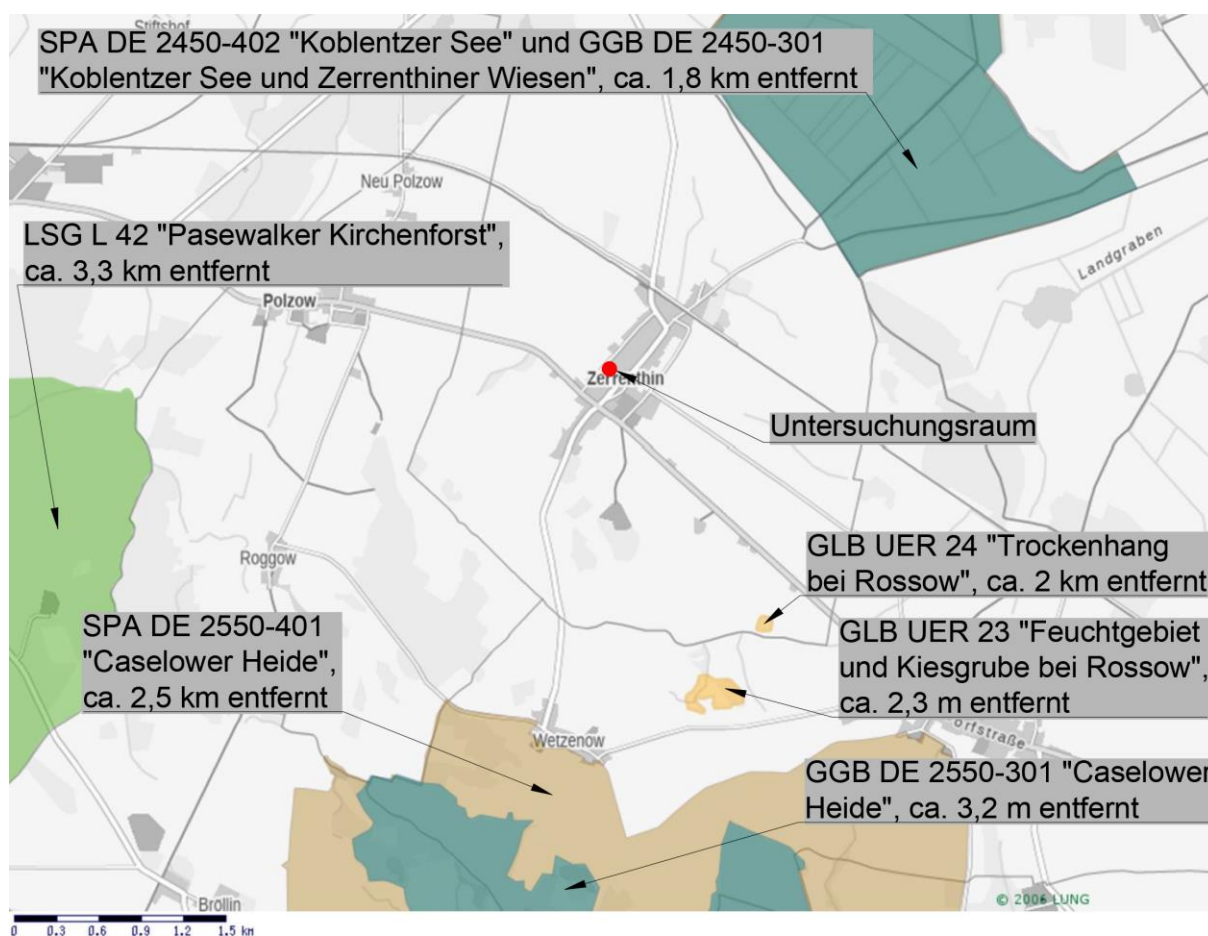 Stiftshof
SPA DE 2450-402 "Koblentzer See" und GGB DE 2450-301
"Koblentzer See und Zerrenthiner Wiesen", ca. 1,8 km entfernt
Neu Polzow
LSG L 42 "Pasewalker Kirchenforst",
ca. 3,3 km entfernt
Landgraben
Polzow
Zerrenthin
Untersuchungsraum
Roggow
GLB UER 24 "Trockenhang
bei Rossow", ca. 2 km entfernt
SPA DE 2550-401
"Caselower Heide",
ca. 2,5 km entfernt
GLB UER 23 "Feuchtgebiet
und Kiesgrube bei Rossow",
ca. 2,3 m entfernt
Wetzenow
orfstraße
GGB DE 2550-301 "Caselower
Heide", ca. 3,2 m entfernt
Brollin
© 2006 LUNG
0 0.3 0.6 0.9 1.2 1.5 km